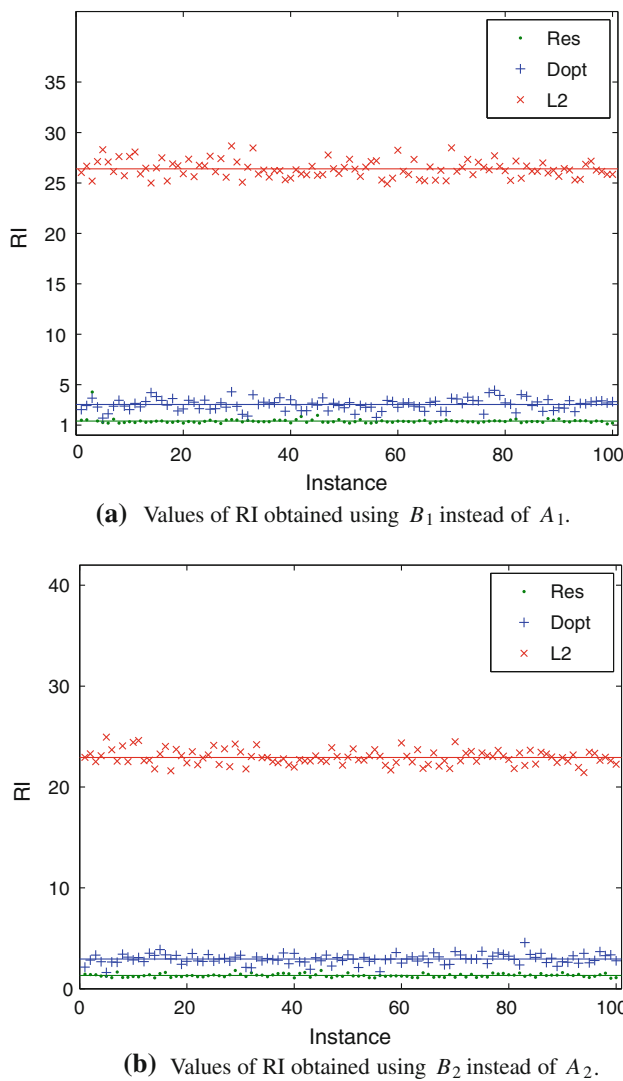 Res
Dopt
L2
35
30
25
20
15
10
5
1
RI
0 20 40 60 80 100
Instance
(a) Values of RI obtained using B₁ instead of A₁.
40
Res
Dopt
L2
30
20
10
0
RI
0 20 40 60 80 100
Instance
(b) Values of RI obtained using B₂ instead of A₂.